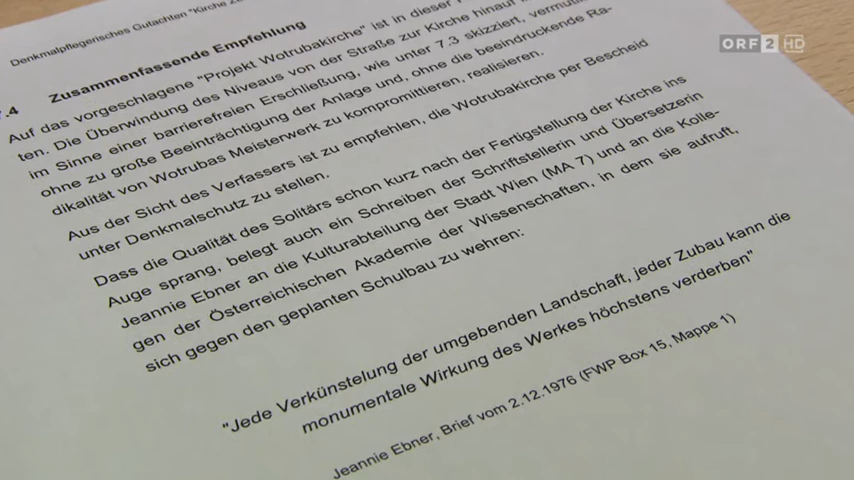 Denkmalpflegerisches Gutachten "Kirche
ORF 2 HD
7.4 Zusammenfassende Empfehlung
Auf das vorgeschlagene "Projekt Wotrubakirche" ist in dieser
ten. Die Überwindung des Niveaus von der Straße zur Kirche hinauf
im Sinne einer barrierefreien Erschließung, wie unter 7.3 skizziert,
ohne zu große Beeinträchtigung der Anlage und, ohne die beeindruckende Ra-
dikalität von Wotrubas Meisterwerk zu kompromittieren, realisieren.
Aus der Sicht des Verfassers ist zu empfehlen, die Wotrubakirche per Bescheid
unter Denkmalschutz zu stellen.
Dass die Qualität des Solitärs schon kurz nach der Fertigstellung der Kirche ins
Auge sprang, belegt auch ein Schreiben der Schriftstellerin und Übersetzerin
Jeannie Ebner an die Kulturabteilung der Stadt Wien (MA 7) und an die Kolle-
gen der Österreichischen Akademie der Wissenschaften, in dem sie aufruft,
sich gegen den geplanten Schulbau zu wehren:
"Jede Verkünstelung der umgebenden Landschaft, jeder Zubau kann die
monumentale Wirkung des Werkes höchstens verderben"
Jeannie Ebner, Brief vom 2.12.1976 (FWP Box 15, Mappe 1)